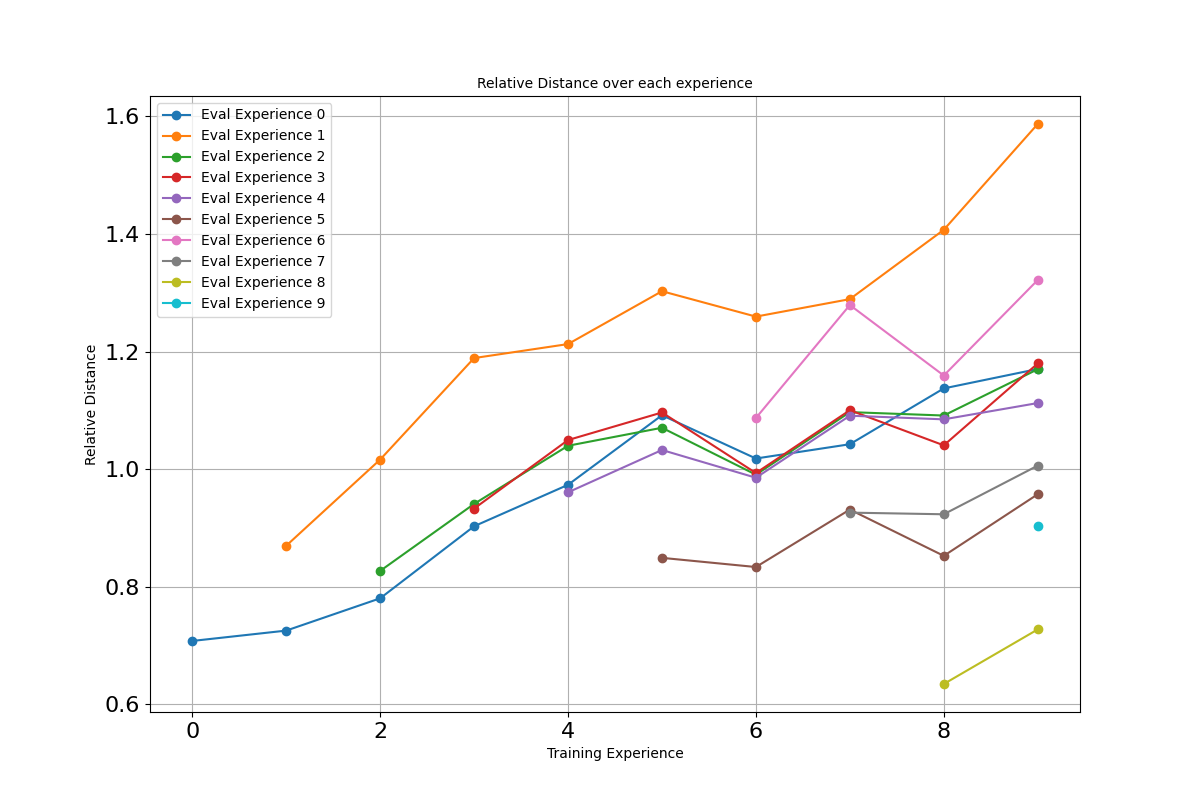 Relative Distance over each experience
1.6
1.4
1.2
1.0
0.8
0.6
Relative Distance
Eval Experience 0
Eval Experience 1
Eval Experience 2
Eval Experience 3
Eval Experience 4
Eval Experience 5
Eval Experience 6
Eval Experience 7
Eval Experience 8
Eval Experience 9
0 2 4 6 8
Training Experience